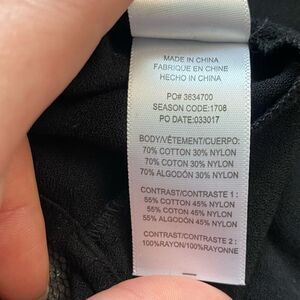 MADE IN CHINA
FABRIQUE EN CHINE
HECHO IN CHINA
PO# 3634700
SEASON CODE:1708
PO DATE:033017
BODY/VÊTEMENT/CUERPO:
70% COTTON 30% NYLON
70% COTON 30% NYLON
70% ALGODÓN 30% NYLON
CONTRAST/CONTRASTE 1 :
55% COTTON 45% NYLON
55% COTON 45% NYLON
55% ALGODÓN 45% NYLON
CONTRAST/CONTRASTE 2 :
100%RAYON/100%RAYONNE